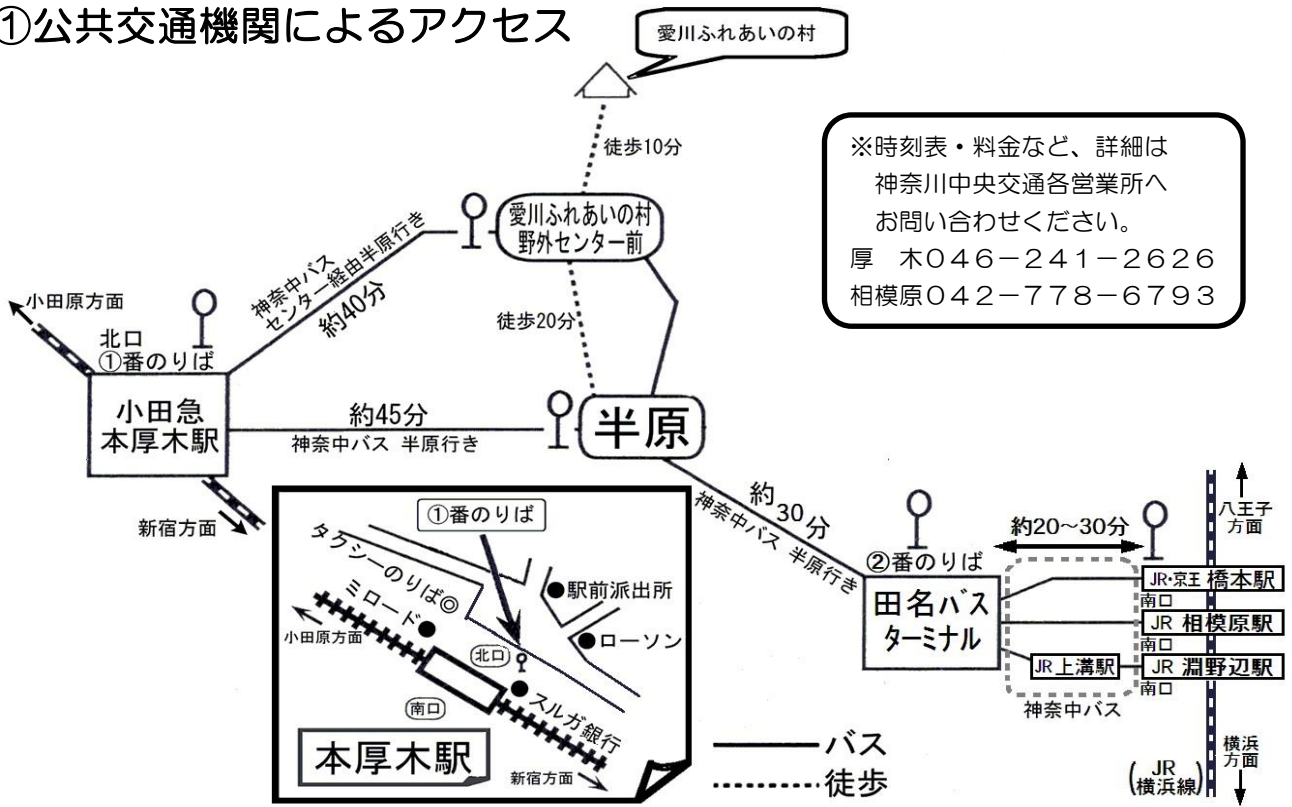 ①公共交通機関によるアクセス
愛川ふれあいの村
徒歩10分
※時刻表・料金など、詳細は
神奈川中央交通各営業所へ
お問い合わせください。
厚　木046－241－2626
相模原042－778－6793
愛川ふれあいの村
野外センター前
神奈中バス
センター経由半原行き
約40分
徒歩20分
小田原方面
北口
①番のりば
小田急
本厚木駅
新宿方面
約45分
神奈中バス 半原行き
半原
約30分
神奈中バス 半原行き
②番のりば
田名バス
ターミナル
約20～30分
八王子
方面
JR・京王 橋本駅
南口
JR 相模原駅
南口
JR 上溝駅
JR 淵野辺駅
南口
神奈中バス
横浜
方面
(JR
横浜線)
①番のりば
タクシーのりば◎
駅前派出所
ミロード
ローソン
小田原方面
北口
スルガ銀行
南口
本厚木駅
新宿方面
バス
徒歩